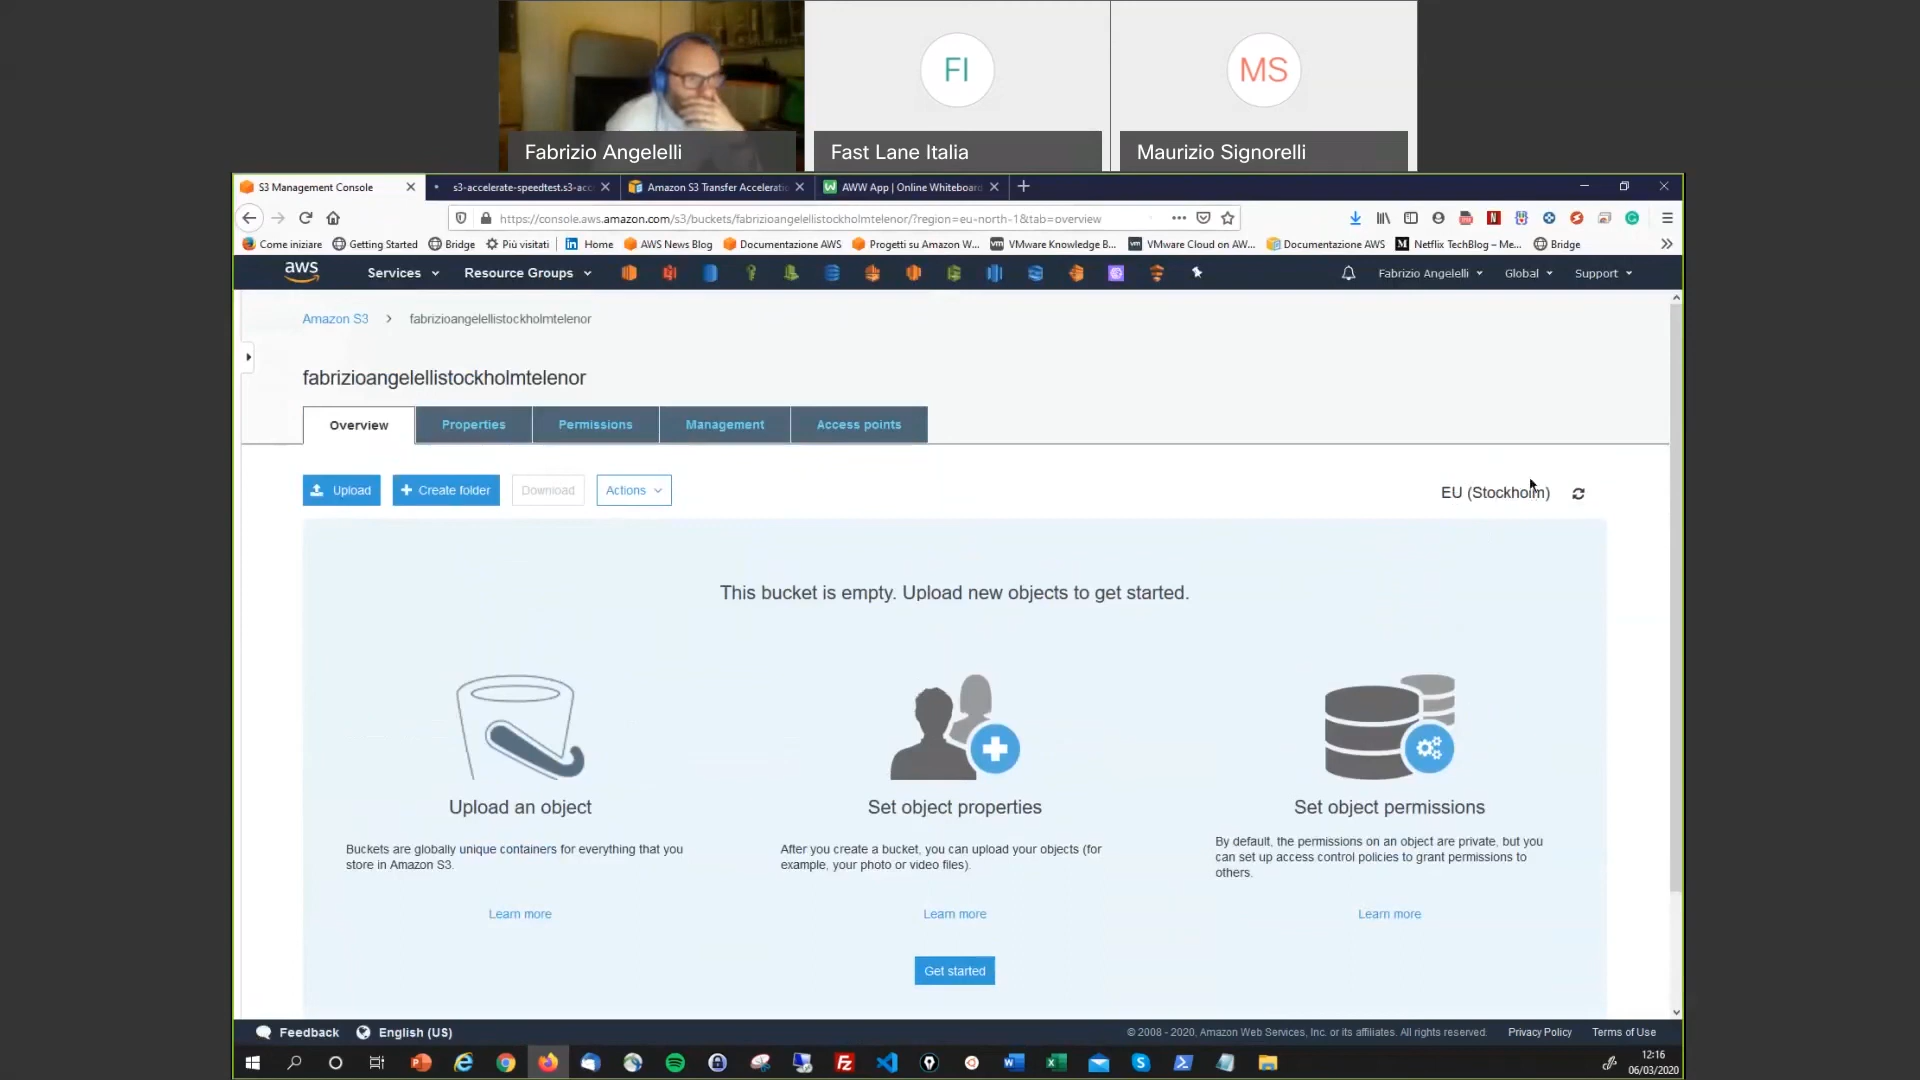 FI
MS
Fabrizio Angelelli
Fast Lane Italia
Maurizio Signorelli
S3 Management Console
s3-accelerate-speedtest.s3-acc
Amazon S3 Transfer Accelerati
AWW App | Online Whiteboard
https://console.aws.amazon.com/s3/buckets/fabrizioangelellistockholmtelenor/?region=eu-north-1&tab=overview
Come iniziare
Getting Started
Bridge
Più visitati
Home
AWS News Blog
Documentazione AWS
Progetti su Amazon W...
VMware Knowledge B...
VMware Cloud on AW...
Documentazione AWS
Netflix TechBlog – Me...
Bridge
aws
Services
Resource Groups
Fabrizio Angelelli
Global
Support
Amazon S3 > fabrizioangelellistockholmtelenor
fabrizioangelellistockholmtelenor
Overview
Properties
Permissions
Management
Access points
Upload
+ Create folder
Download
Actions
EU (Stockholm)
This bucket is empty. Upload new objects to get started.
Upload an object
Buckets are globally unique containers for everything that you
store in Amazon S3.
Learn more
Set object properties
After you create a bucket, you can upload your objects (for
example, your photo or video files).
Learn more
Set object permissions
By default, the permissions on an object are private, but you
can set up access control policies to grant permissions to
others.
Learn more
Get started
Feedback
English (US)
© 2008 - 2020, Amazon Web Services, Inc. or its affiliates. All rights reserved.
Privacy Policy
Terms of Use
12:16
06/03/2020